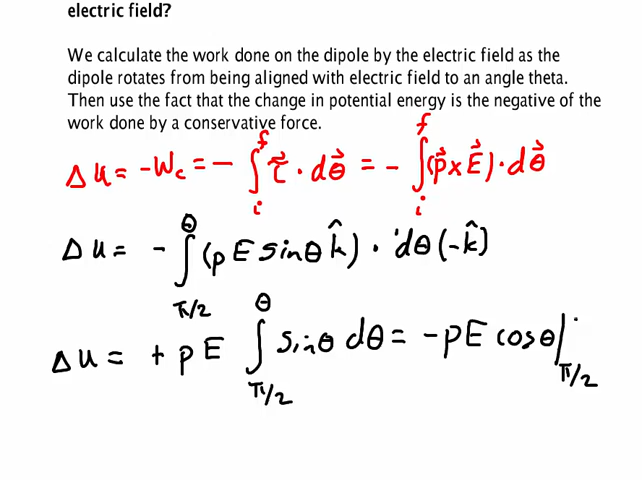 electric field?
We calculate the work done on the dipole by the electric field as the
dipole rotates from being aligned with electric field to an angle theta.
Then use the fact that the change in potential energy is the negative of the
work done by a conservative force.
Δu = -W_c = - ∫_i^f τ⃗ · dθ⃗ = - ∫_i^f (p⃗ x E⃗) · dθ⃗
Δu = - ∫_{π/2}^θ (p E sinθ k̂) · dθ (-k̂)
Δu = + p E ∫_{π/2}^θ sinθ dθ = -pE cosθ|_{π/2}